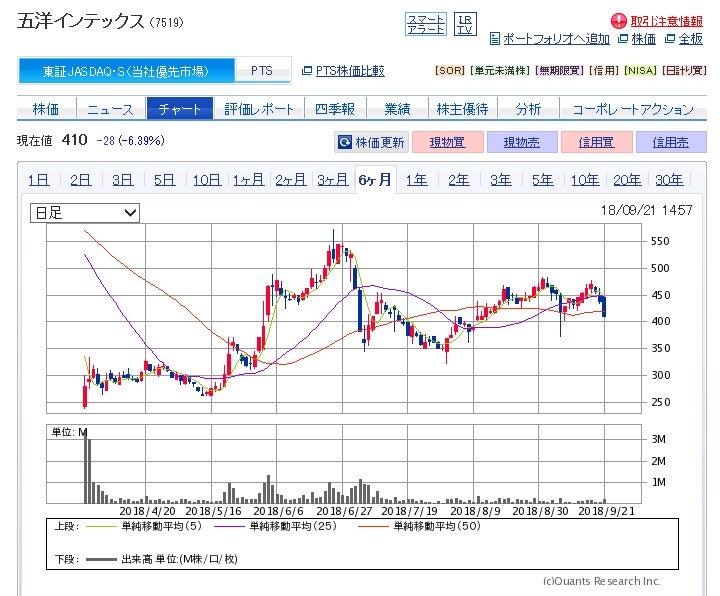 五洋インテックス (7519)
スマート
アラート
IR
TV
取引注意情報
ポートフォリオへ追加 株価 全板
東証JASDAQ・S(当社優先市場) PTS PTS株価比較 [SOR] [単元未満株] [無期限買] [信用] [NISA] [日計り買]
株価 ニュース チャート 評価レポート 四季報 業績 株主優待 分析 コーポレートアクション
現在値 410 -28 (-6.39%) 株価更新 現物買 現物売 信用買 信用売
1日 2日 3日 5日 10日 1ヶ月 2ヶ月 3ヶ月 6ヶ月 1年 2年 3年 5年 10年 20年 30年
日足 18/09/21 14:57
550
500
450
400
350
300
250
単位: M
3M
2M
1M
2018/4/20 2018/5/16 2018/6/6 2018/6/27 2018/7/19 2018/8/9 2018/8/30 2018/9/21
上段: 単純移動平均(5) 単純移動平均(25) 単純移動平均(50)
下段: 出来高 単位:(M株/口/枚)
(c)Quants Research Inc.